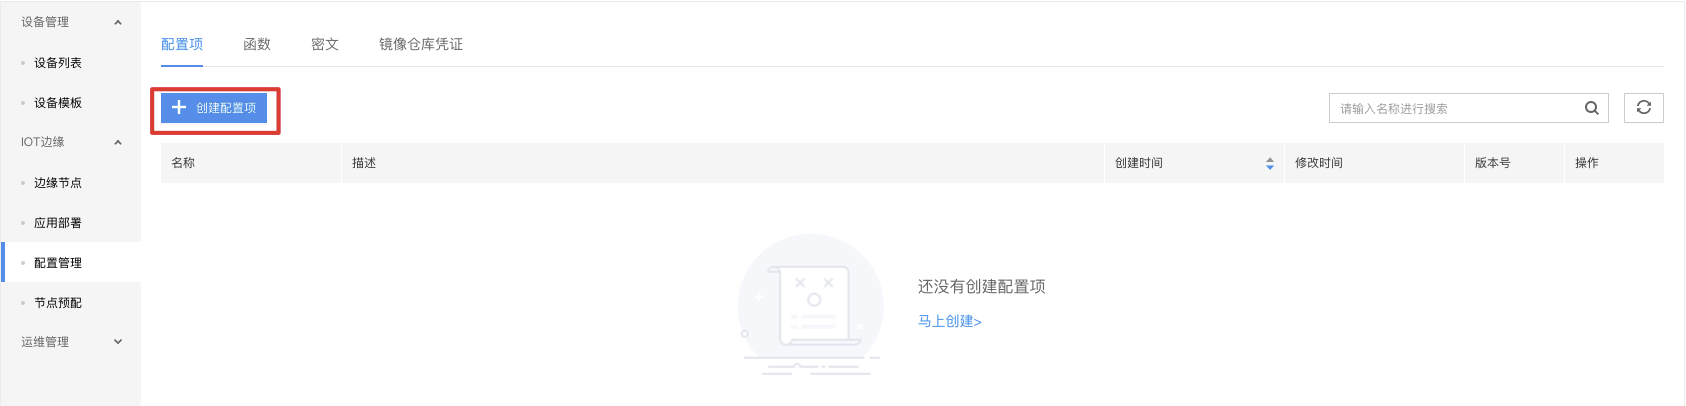 设备管理
设备列表
设备模板
IOT边缘
边缘节点
应用部署
配置管理
节点预配
运维管理
配置项 函数 密文 镜像仓库凭证
创建配置项
请输入名称进行搜索
名称 描述 创建时间 修改时间 版本号 操作
还没有创建配置项
马上创建>